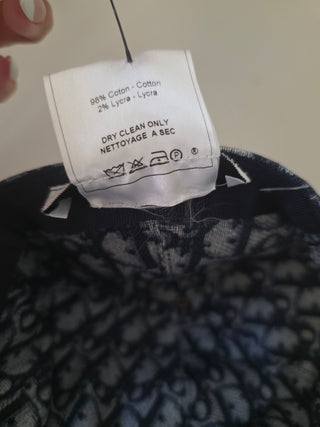 98% Coton - Cotton
2% Lycra - Lycra
DRY CLEAN ONLY
NETTOYAGE A SEC
P ®